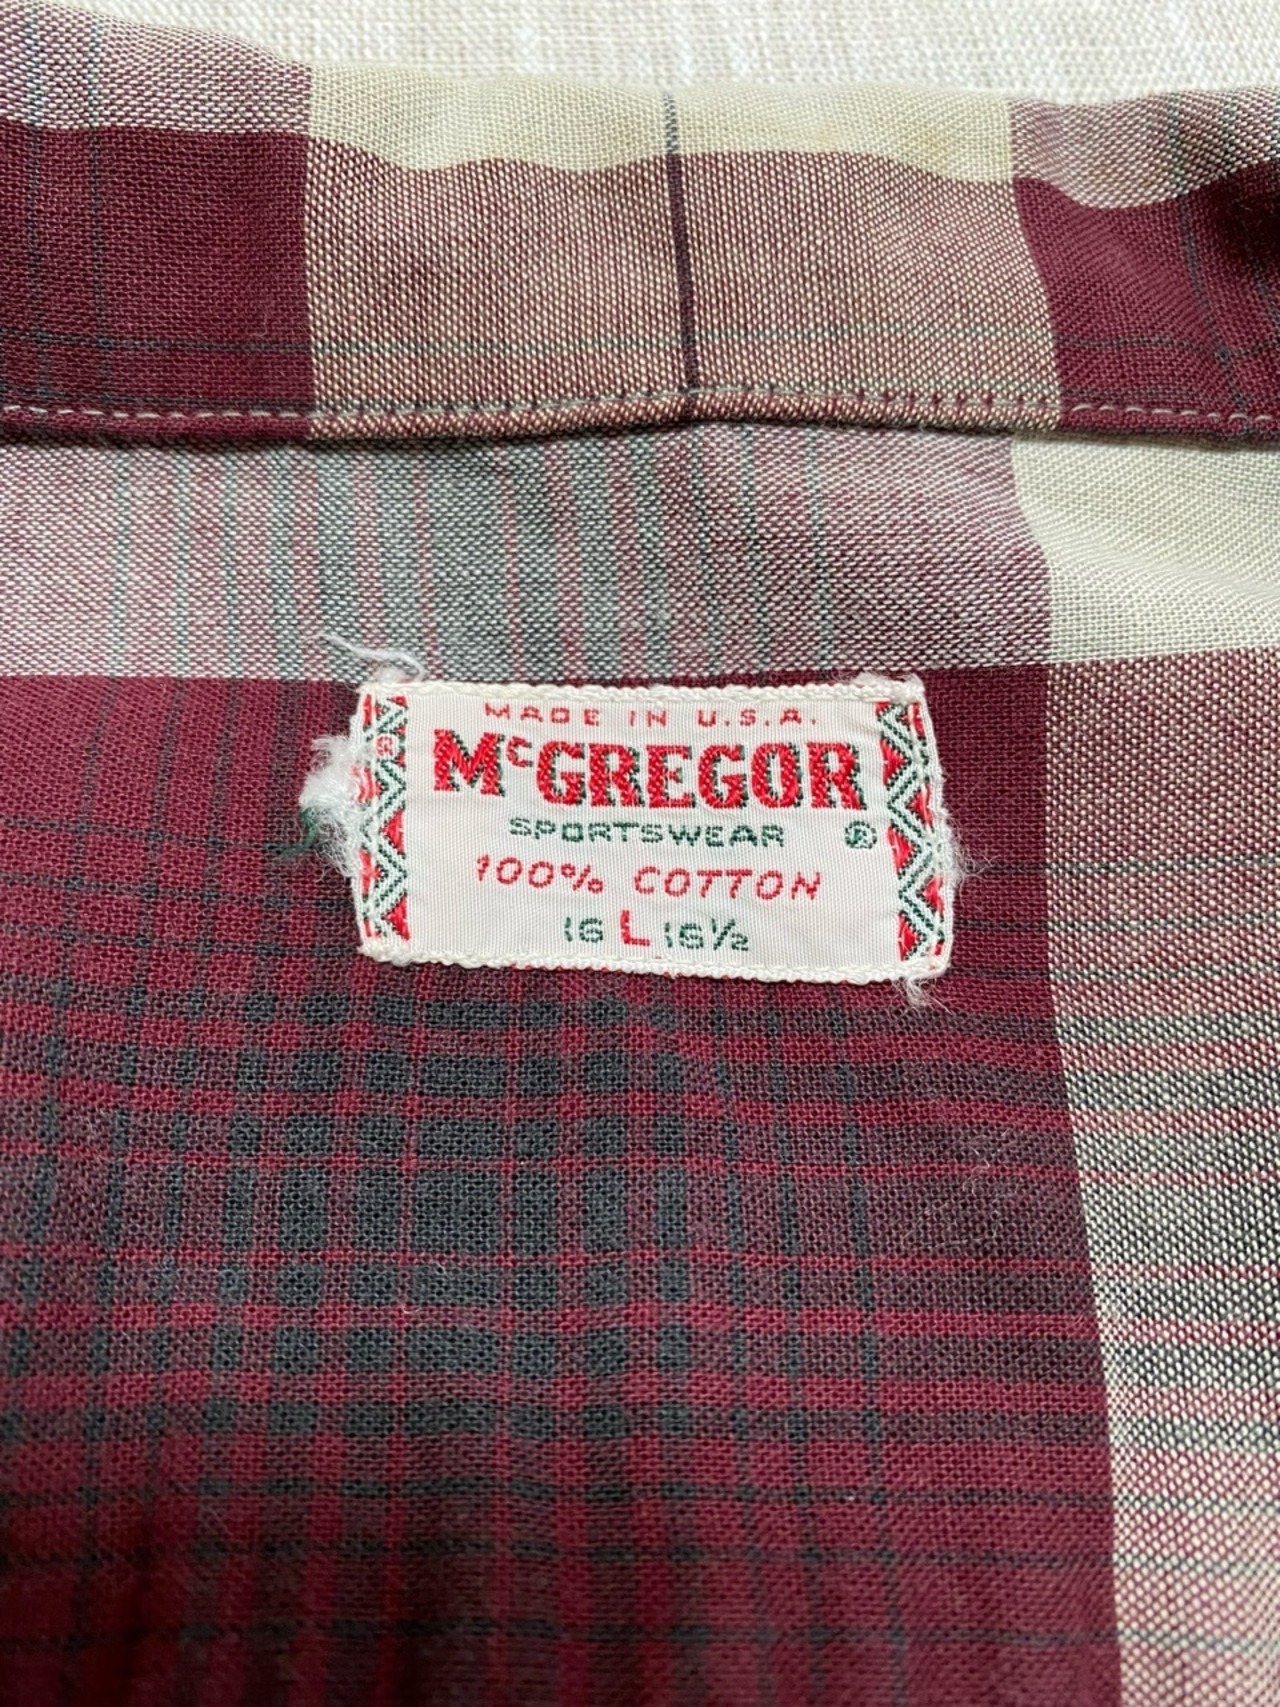 MADE IN U.S.A.
McGREGOR
SPORTSWEAR ®
100% COTTON
16 L 16½